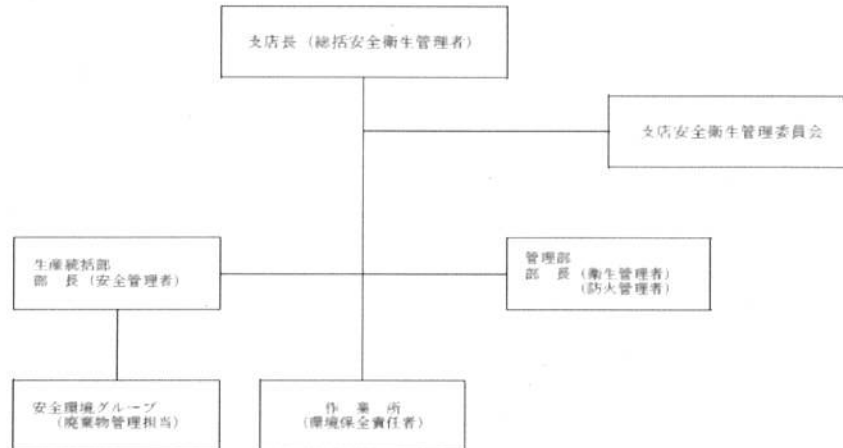 支店長（総括安全衛生管理者）
支店安全衛生管理委員会
生産統括部
部　長（安全管理者）
管理部
部　長（衛生管理者）
（防火管理者）
安全環境グループ
（廃棄物管理担当）
作　業　所
（環境保全責任者）